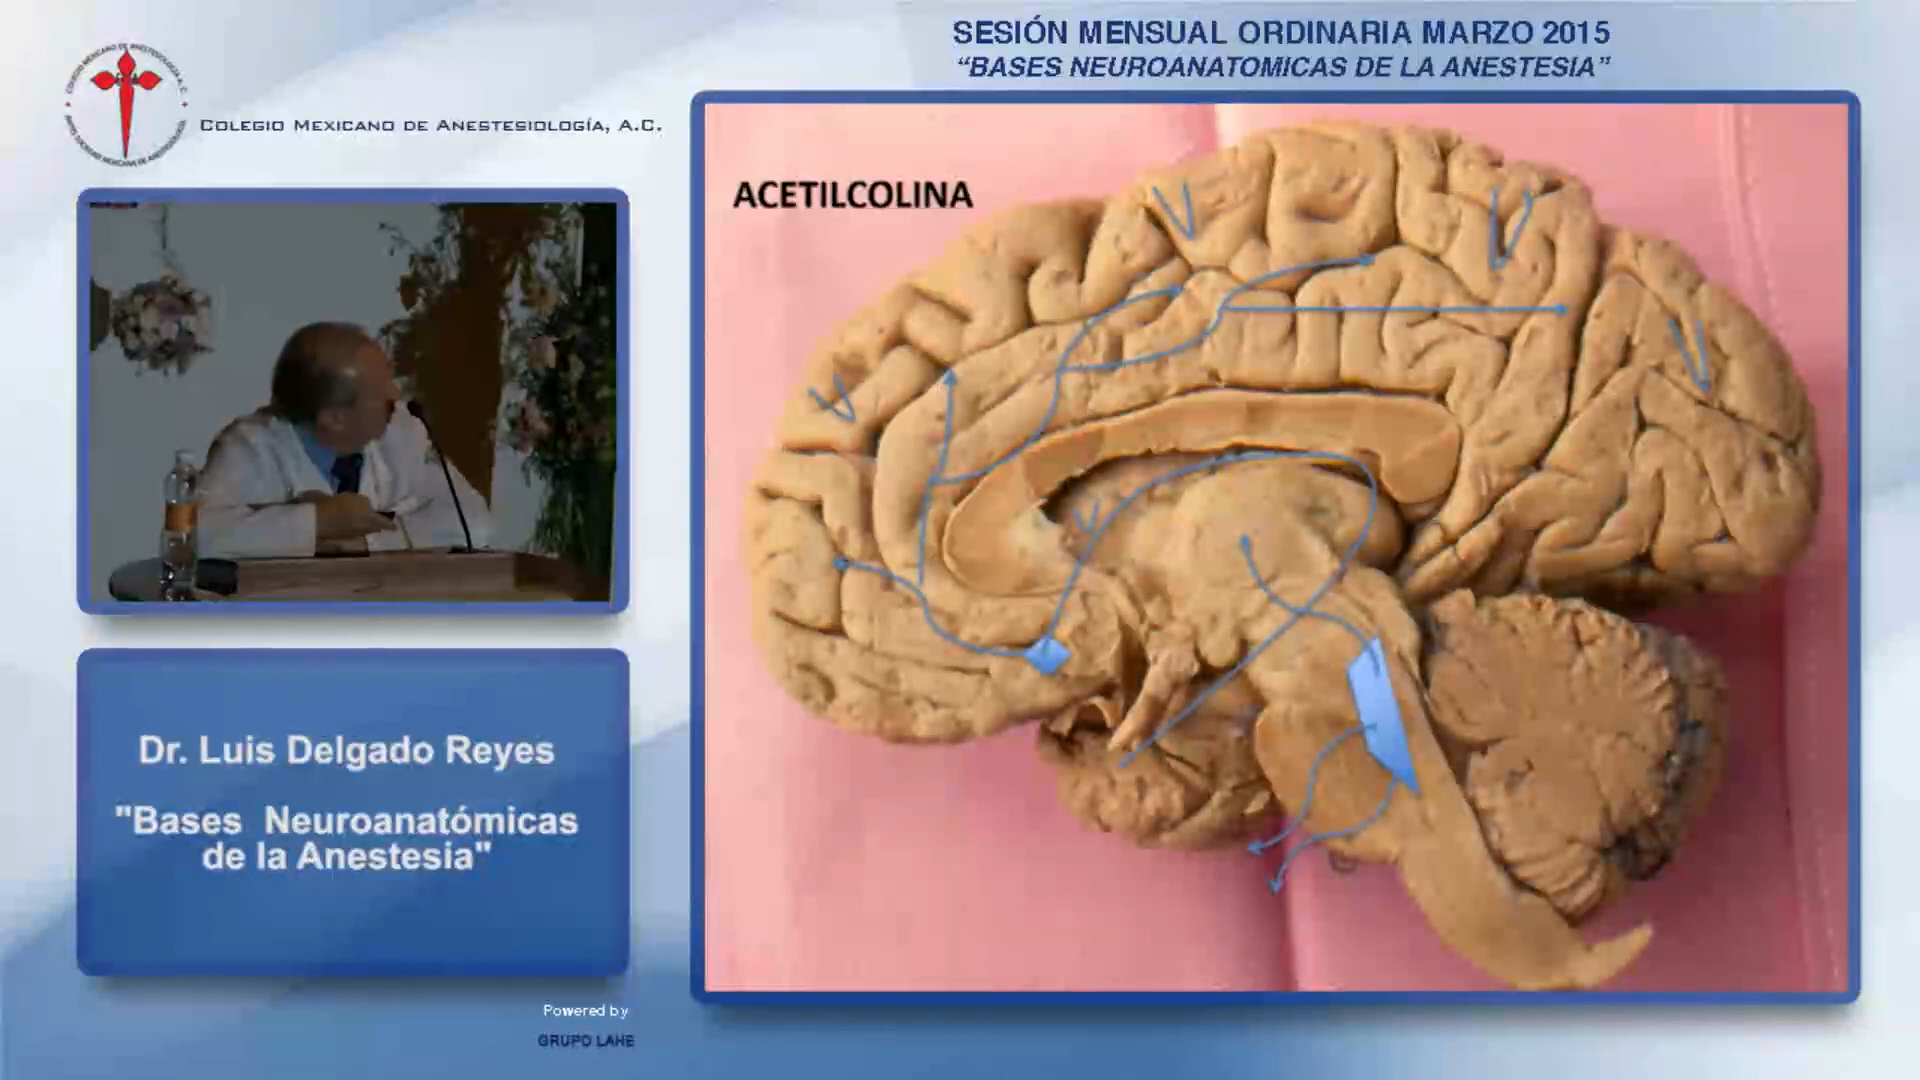 SESIÓN MENSUAL ORDINARIA MARZO 2015
“BASES NEUROANATOMICAS DE LA ANESTESIA”
COLEGIO MEXICANO DE ANESTESIOLOGÍA, A.C.
ACETILCOLINA
Dr. Luis Delgado Reyes
"Bases Neuroanatómicas
de la Anestesia"
Powered by
GRUPO LAHE